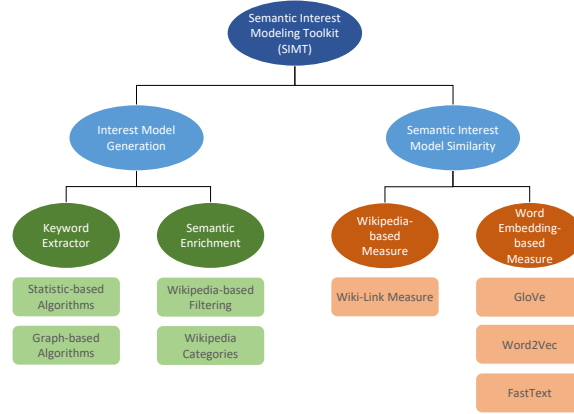 Semantic Interest
Modeling Toolkit
(SIMT)
Interest Model
Generation
Semantic Interest
Model Similarity
Keyword
Extractor
Semantic
Enrichment
Wikipedia-
based
Measure
Word
Embedding-
based
Measure
Statistic-based
Algorithms
Wikipedia-based
Filtering
Wiki-Link Measure
GloVe
Graph-based
Algorithms
Wikipedia
Categories
Word2Vec
FastText